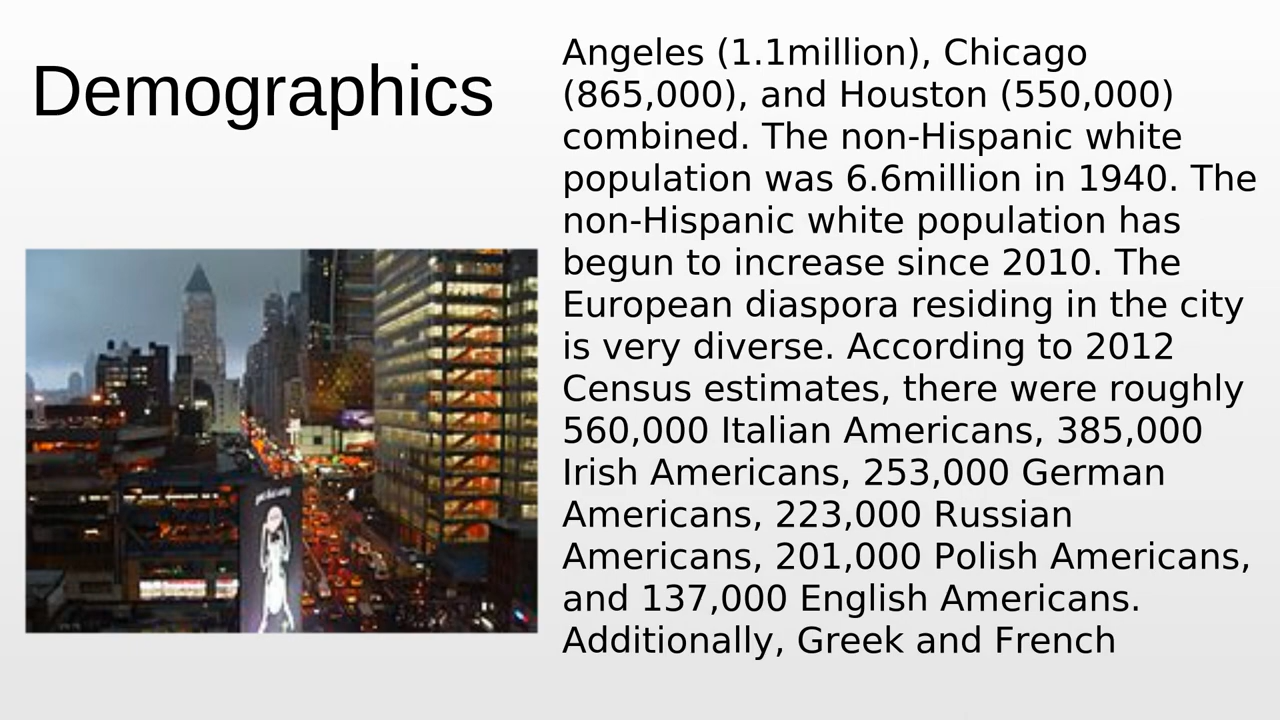 Demographics
Angeles (1.1million), Chicago
(865,000), and Houston (550,000)
combined. The non-Hispanic white
population was 6.6million in 1940. The
non-Hispanic white population has
begun to increase since 2010. The
European diaspora residing in the city
is very diverse. According to 2012
Census estimates, there were roughly
560,000 Italian Americans, 385,000
Irish Americans, 253,000 German
Americans, 223,000 Russian
Americans, 201,000 Polish Americans,
and 137,000 English Americans.
Additionally, Greek and French